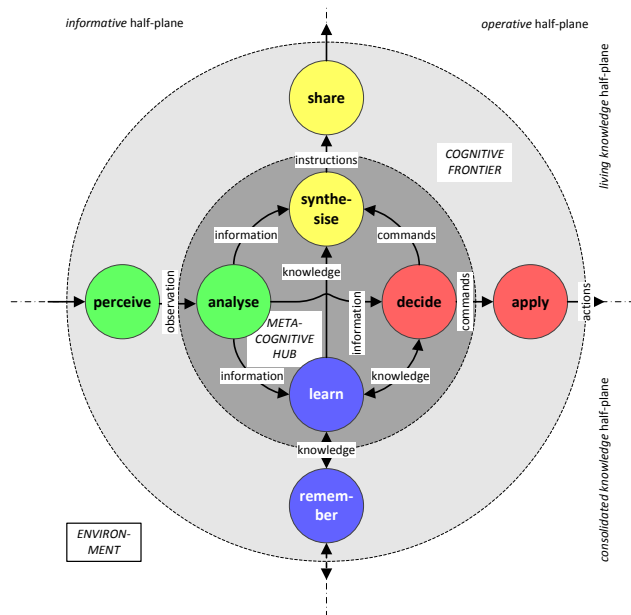 informative half-plane
operative half-plane
living knowledge half-plane
share
COGNITIVE
FRONTIER
instructions
synthe-
sise
information
commands
knowledge
perceive
observation
analyse
decide
commands
apply
actions
META-
COGNITIVE
HUB
information
information
knowledge
learn
knowledge
remem-
ber
consolidated knowledge half-plane
ENVIRON-
MENT